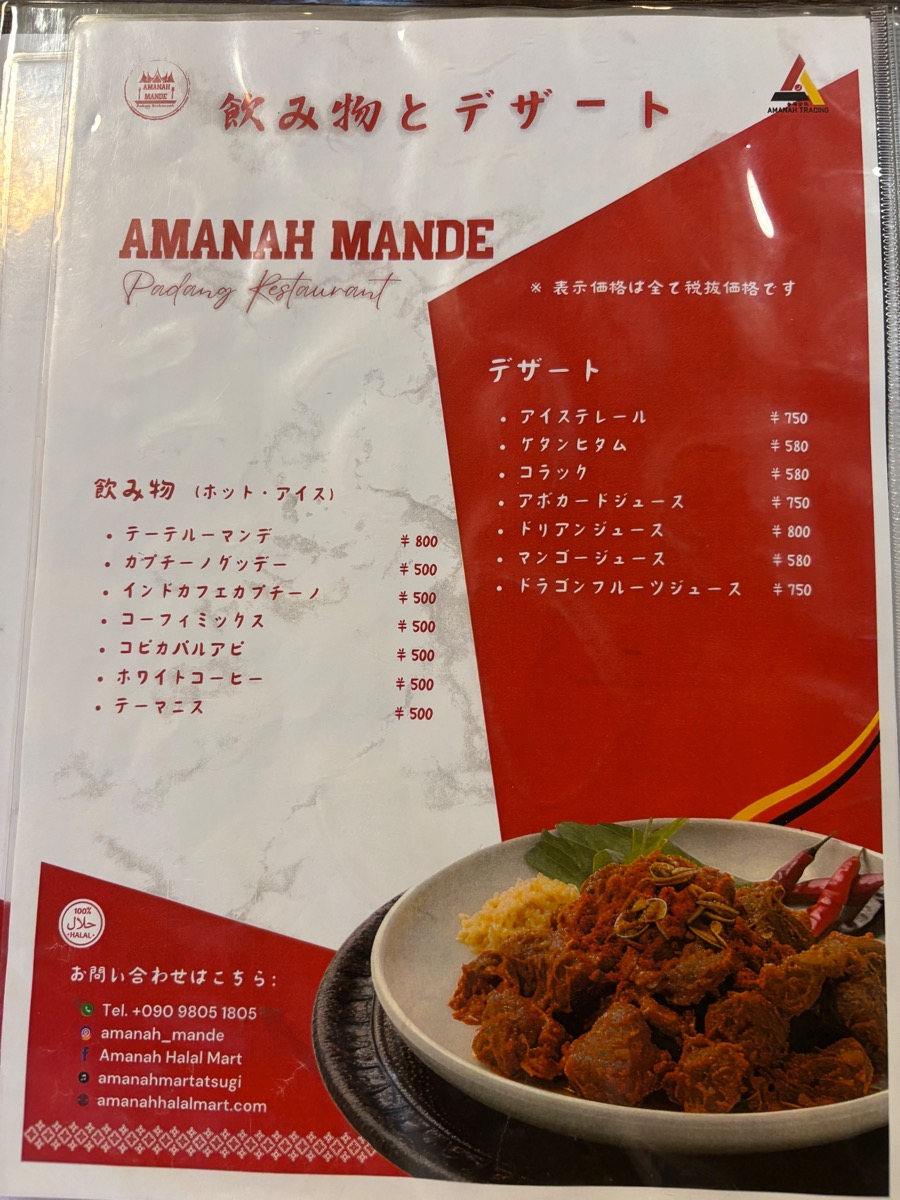 AMANAH
MANDE
Padang Restaurant
飲み物とデザート
AMANAH TRADING
AMANAH MANDE
Padang Restaurant
※ 表示価格は全て税抜価格です
デザート
• アイステレール ¥750
• ケタンヒタム ¥580
• コラック ¥580
• アボカードジュース ¥750
• ドリアンジュース ¥800
• マンゴージュース ¥580
• ドラゴンフルーツジュース ¥750
飲み物 (ホット・アイス)
• テーテルーマンデ ¥800
• カプチーノグッデー ¥500
• インドカフェカプチーノ ¥500
• コーフィミックス ¥500
• コピカパルアピ ¥500
• ホワイトコーヒー ¥500
• テーマニス ¥500
100%
حلال
HALAL
お問い合わせはこちら:
Tel. +090 9805 1805
amanah_mande
Amanah Halal Mart
amanahmartatsugi
amanahhalalmart.com